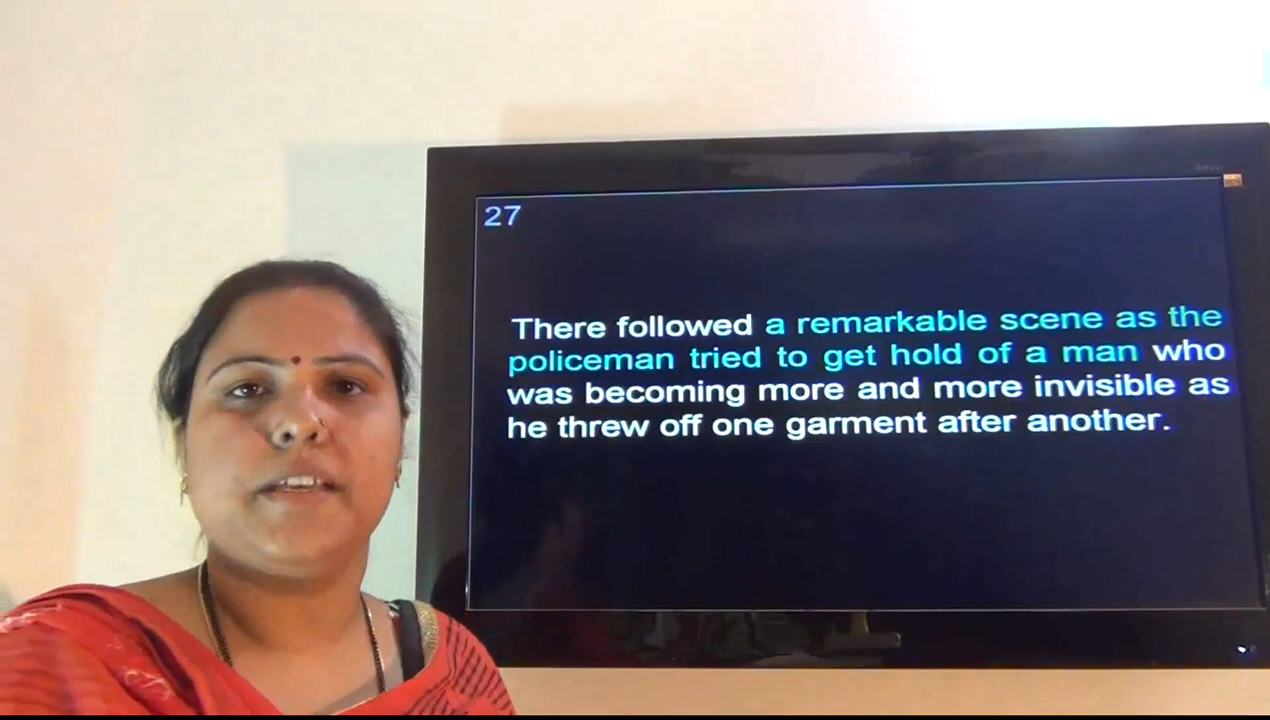 27
There followed a remarkable scene as the
policeman tried to get hold of a man who
was becoming more and more invisible as
he threw off one garment after another.